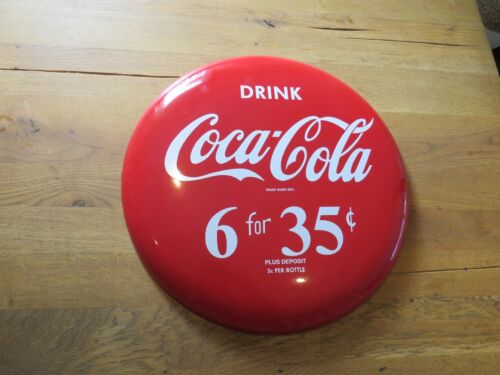 DRINK
Coca-Cola
TRADE MARK REG.
6 for 35¢
PLUS DEPOSIT
3¢ PER BOTTLE